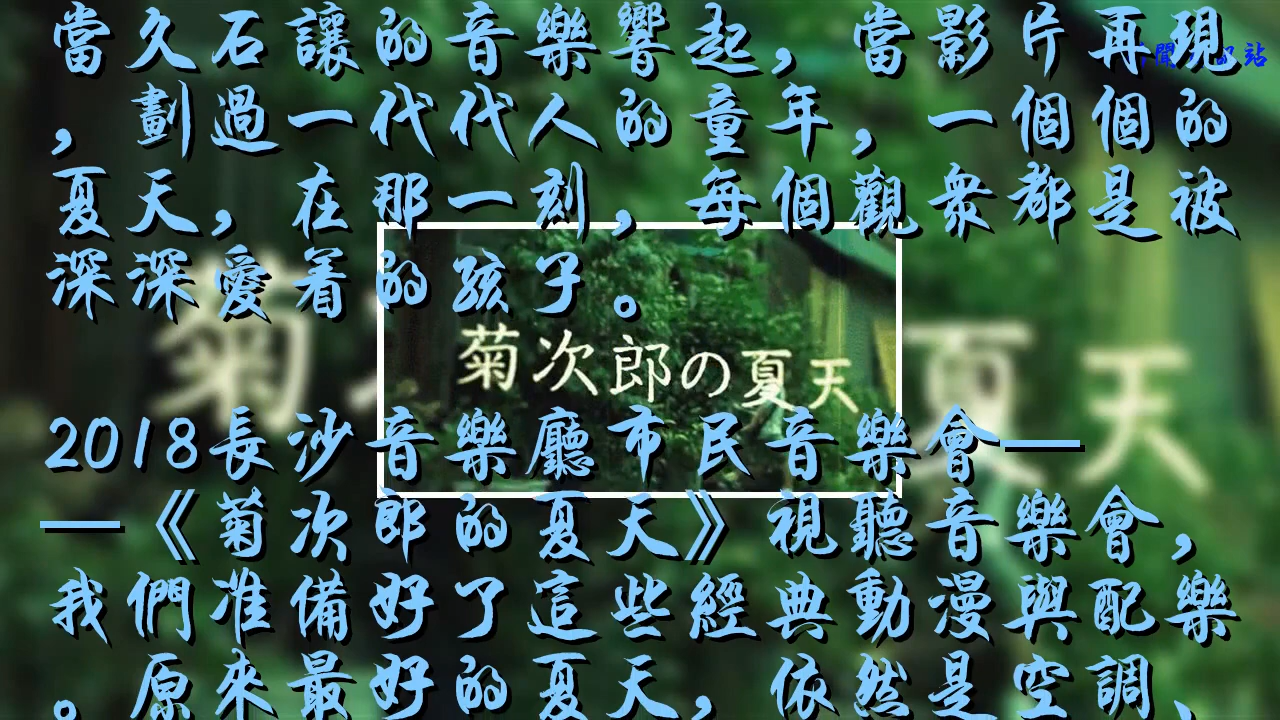 當久石讓的音樂響起，當影片再現
，劃過一代代人的童年，一個個的
夏天，在那一刻，每個觀衆都是被
深深愛着的孩子。
菊次郎の夏天
2018長沙音樂廳市民音樂會—
—《菊次郎的夏天》視聽音樂會，
我們准備好了這些經典動漫與配樂
。原來最好的夏天，依然是空調、